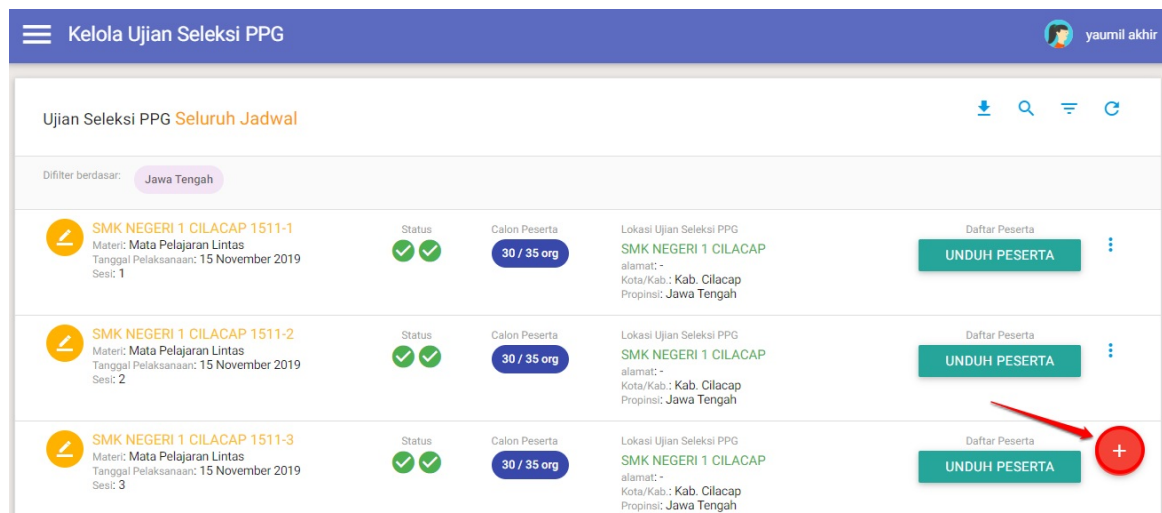 Kelola Ujian Seleksi PPG
yaumil akhir
Ujian Seleksi PPG Seluruh Jadwal
Difilter berdasar: Jawa Tengah
SMK NEGERI 1 CILACAP 1511-1
Materi: Mata Pelajaran Lintas
Tanggal Pelaksanaan: 15 November 2019
Sesi: 1
Status
Calon Peserta
30 / 35 org
Lokasi Ujian Seleksi PPG
SMK NEGERI 1 CILACAP
alamat: -
Kota/Kab.: Kab. Cilacap
Propinsi: Jawa Tengah
Daftar Peserta
UNDUH PESERTA
SMK NEGERI 1 CILACAP 1511-2
Materi: Mata Pelajaran Lintas
Tanggal Pelaksanaan: 15 November 2019
Sesi: 2
Status
Calon Peserta
30 / 35 org
Lokasi Ujian Seleksi PPG
SMK NEGERI 1 CILACAP
alamat: -
Kota/Kab.: Kab. Cilacap
Propinsi: Jawa Tengah
Daftar Peserta
UNDUH PESERTA
SMK NEGERI 1 CILACAP 1511-3
Materi: Mata Pelajaran Lintas
Tanggal Pelaksanaan: 15 November 2019
Sesi: 3
Status
Calon Peserta
30 / 35 org
Lokasi Ujian Seleksi PPG
SMK NEGERI 1 CILACAP
alamat: -
Kota/Kab.: Kab. Cilacap
Propinsi: Jawa Tengah
Daftar Peserta
UNDUH PESERTA
+